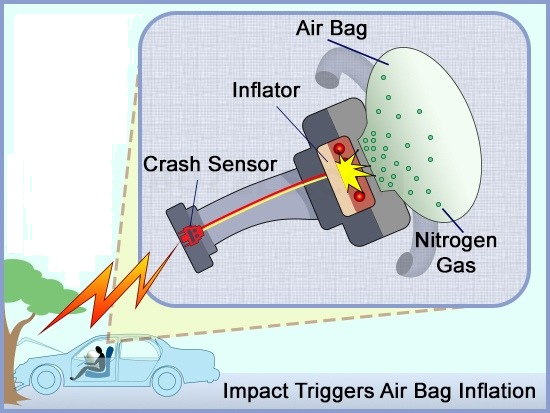 Air Bag
Inflator
Crash Sensor
Nitrogen
Gas
Impact Triggers Air Bag Inflation